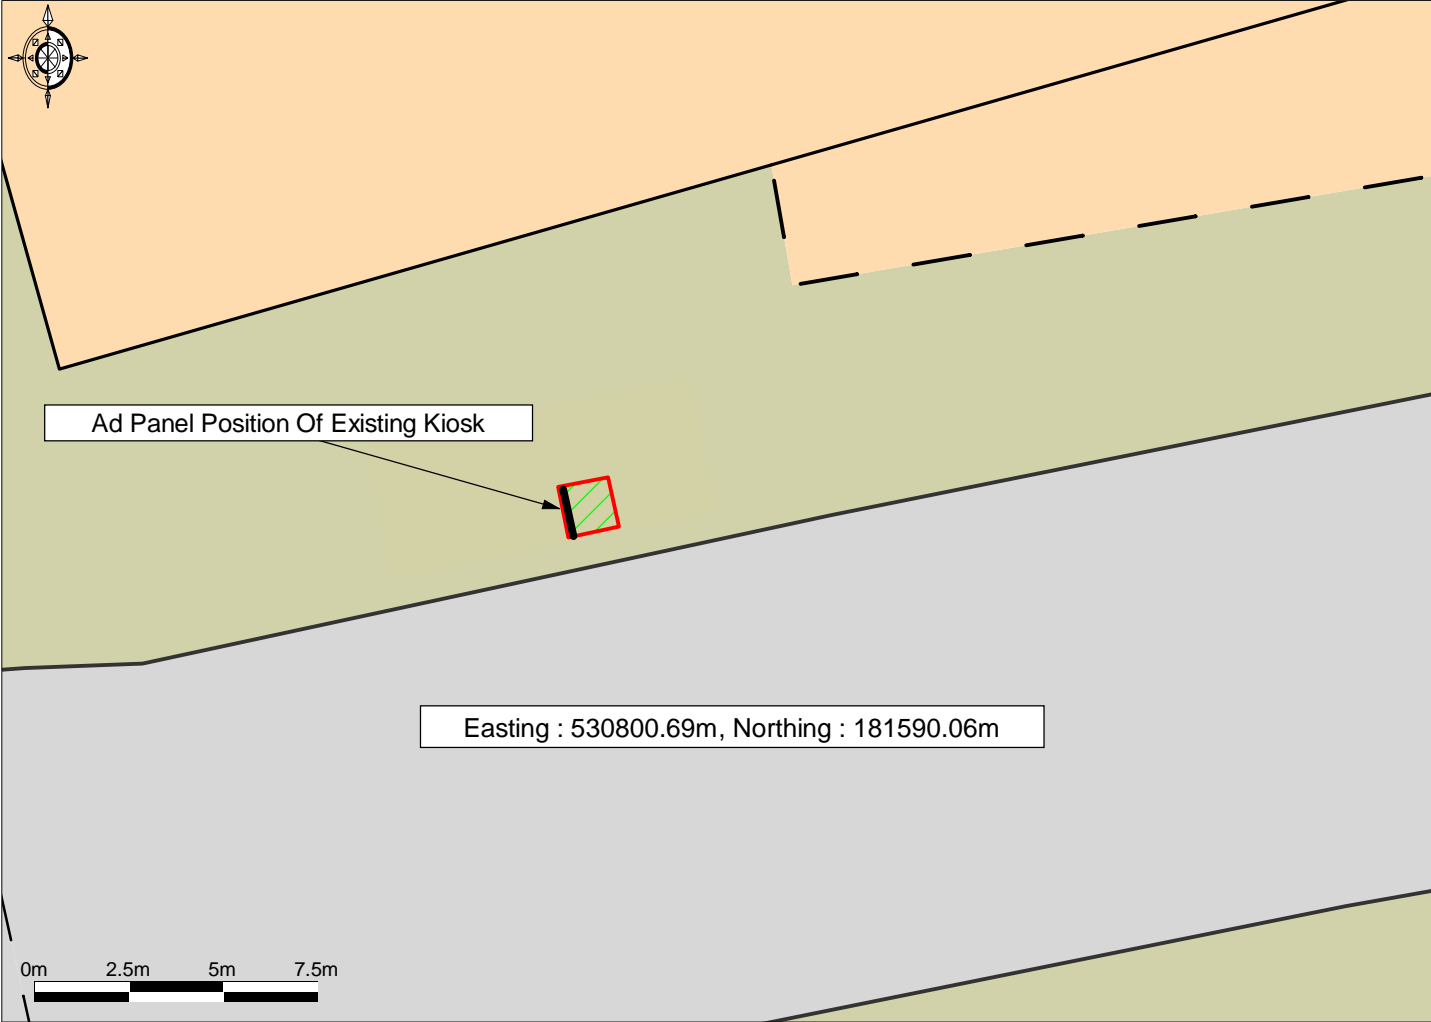 Ad Panel Position Of Existing Kiosk
Easting : 530800.69m, Northing : 181590.06m
0m 2.5m 5m 7.5m